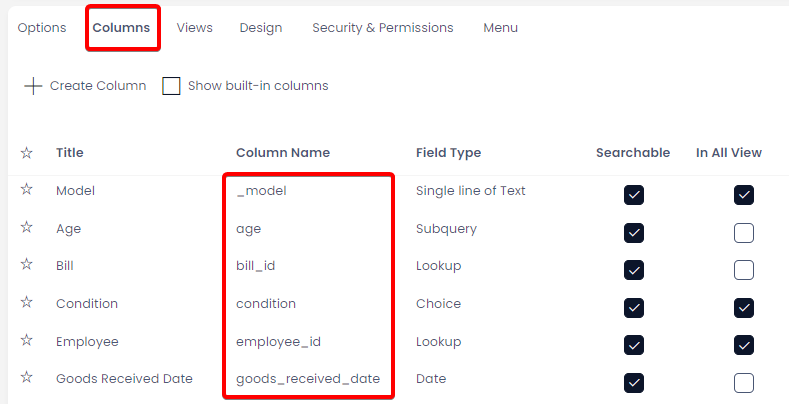 Options Columns Views Design Security & Permissions Menu
Create Column Show built-in columns
Title Column Name Field Type Searchable In All View
Model _model Single line of Text
Age age Subquery
Bill bill_id Lookup
Condition condition Choice
Employee employee_id Lookup
Goods Received Date goods_received_date Date